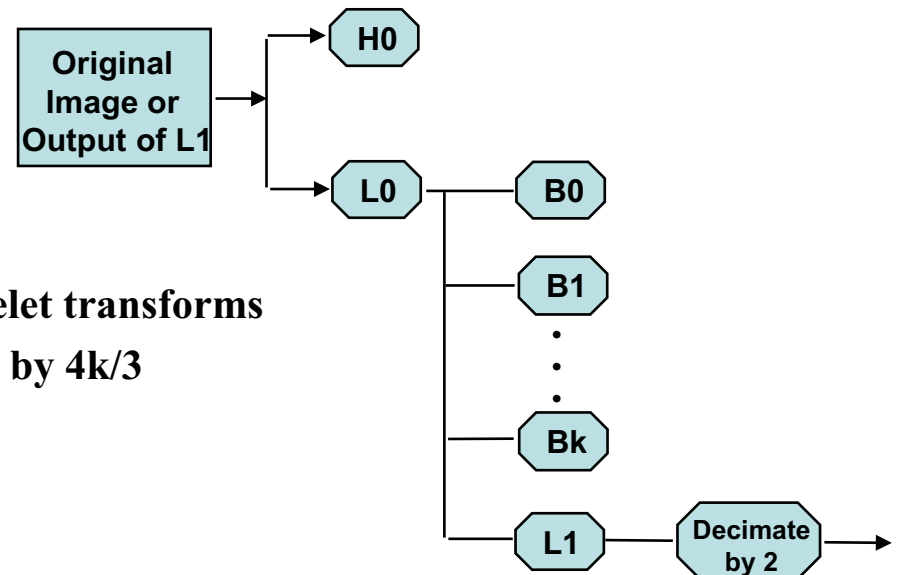 H0
Original
Image or
Output of L1
L0
B0
B1
transforms
by 4k/3
Bk
L1
Decimate
by 2